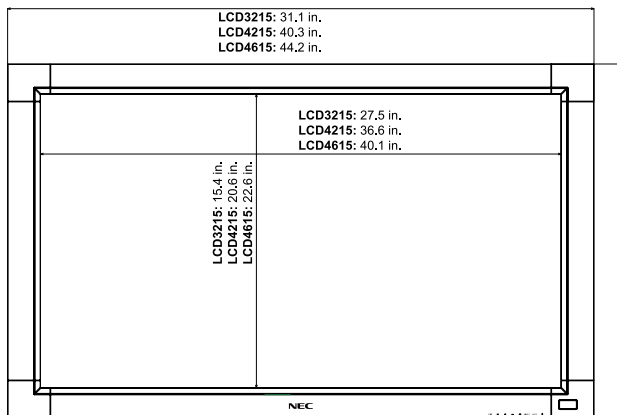 LCD3215: 31.1 in.
LCD4215: 40.3 in.
LCD4615: 44.2 in.
LCD3215: 27.5 in.
LCD4215: 36.6 in.
LCD4615: 40.1 in.
LCD3215: 15.4 in.
LCD4215: 20.6 in.
LCD4615: 22.6 in.
NEC